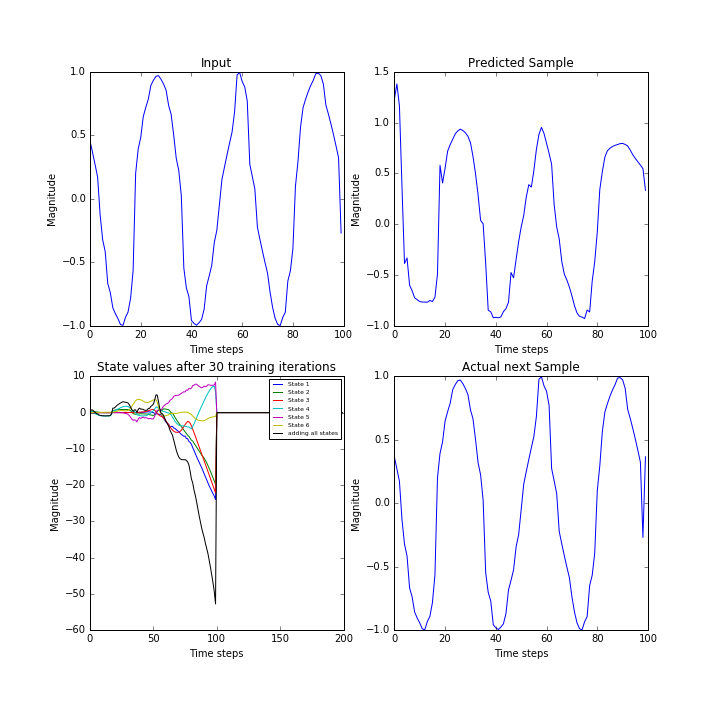 Input
Magnitude
1.0
0.5
0.0
−0.5
−1.0
0 20 40 60 80 100
Time steps
Predicted Sample
Magnitude
1.5
1.0
0.5
0.0
−0.5
−1.0
0 20 40 60 80 100
Time steps
State values after 30 training iterations
Magnitude
10
0
−10
−20
−30
−40
−50
−60
0 50 100 150 200
Time steps
State 1
State 2
State 3
State 4
State 5
State 6
adding all states
Actual next Sample
Magnitude
1.0
0.5
0.0
−0.5
−1.0
0 20 40 60 80 100
Time steps